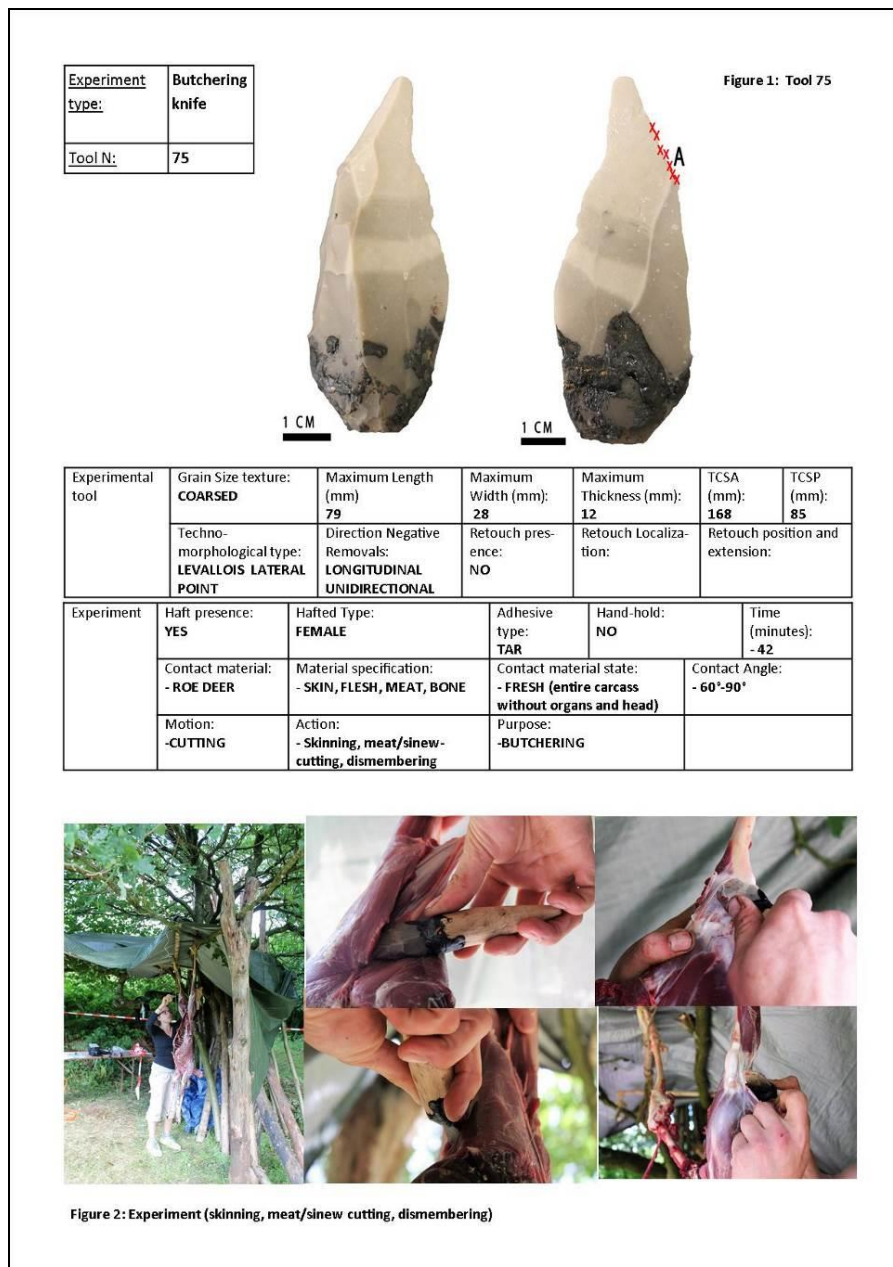 Experiment type:
Butchering knife
Figure 1: Tool 75
Tool N:
75
A
1 CM
1 CM
Experimental tool
Grain Size texture:
COARSED
Maximum Length (mm)
79
Maximum Width (mm):
28
Maximum Thickness (mm):
12
TCSA (mm):
168
TCSP (mm):
85
Techno-morphological type:
LEVALLOIS LATERAL POINT
Direction Negative Removals:
LONGITUDINAL UNIDIRECTIONAL
Retouch pres-ence:
NO
Retouch Localiza-tion:
Retouch position and extension:
Experiment
Haft presence:
YES
Hafted Type:
FEMALE
Adhesive type:
TAR
Hand-hold:
NO
Time (minutes):
- 42
Contact material:
- ROE DEER
Material specification:
- SKIN, FLESH, MEAT, BONE
Contact material state:
- FRESH (entire carcass without organs and head)
Contact Angle:
- 60°-90°
Motion:
-CUTTING
Action:
- Skinning, meat/sinew-cutting, dismembering
Purpose:
-BUTCHERING
Figure 2: Experiment (skinning, meat/sinew cutting, dismembering)